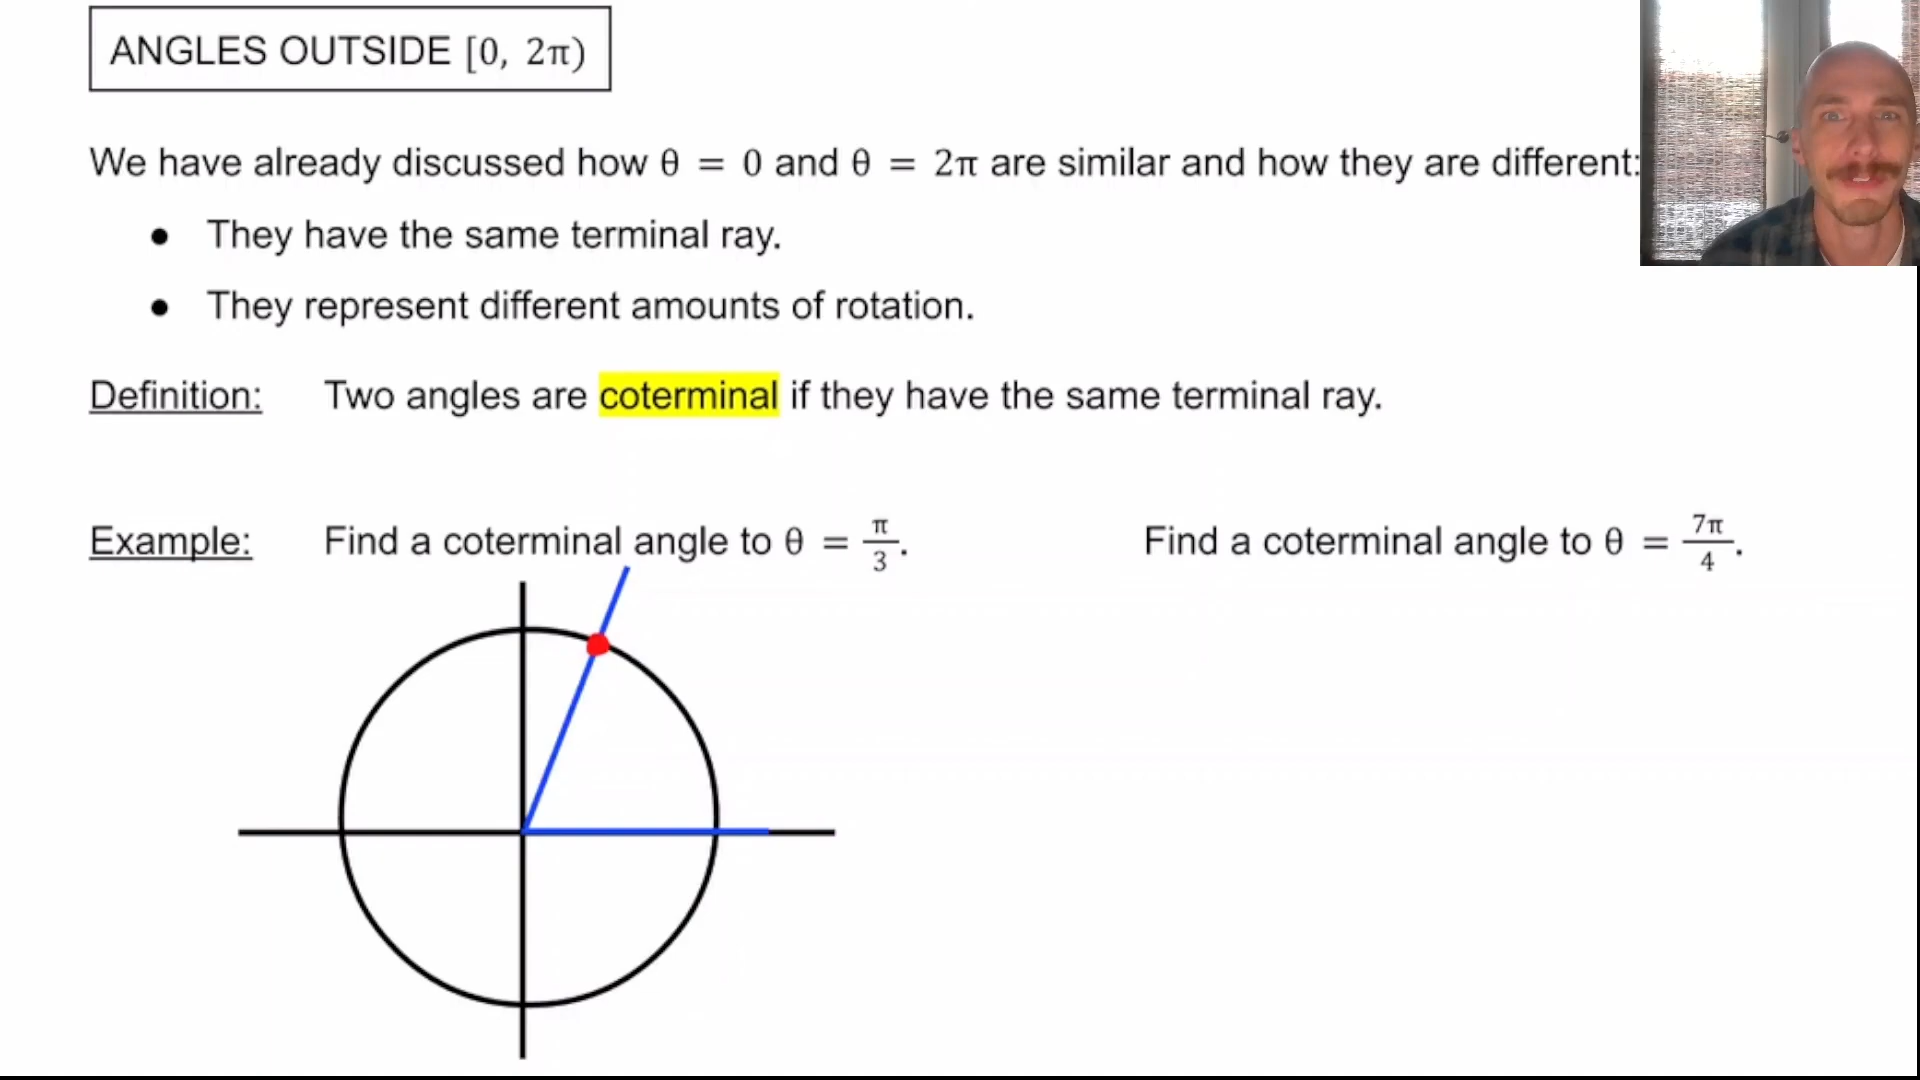 ANGLES OUTSIDE [0, 2π)
We have already discussed how θ = 0 and θ = 2π are similar and how they are different:
● They have the same terminal ray.
● They represent different amounts of rotation.
Definition: Two angles are coterminal if they have the same terminal ray.
Example: Find a coterminal angle to θ = π/3. Find a coterminal angle to θ = 7π/4.